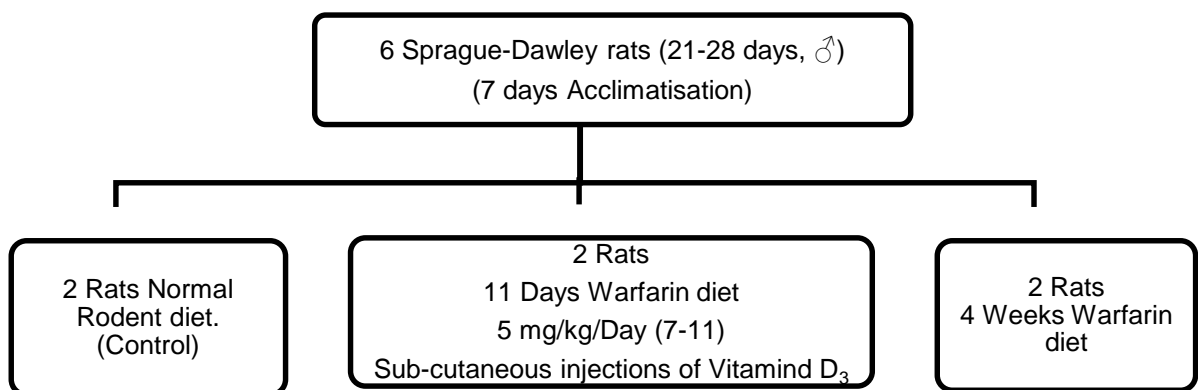 6 Sprague-Dawley rats (21-28 days, ♂)
(7 days Acclimatisation)
2 Rats Normal
Rodent diet.
(Control)
2 Rats
11 Days Warfarin diet
5 mg/kg/Day (7-11)
Sub-cutaneous injections of Vitamind D₃
2 Rats
4 Weeks Warfarin
diet